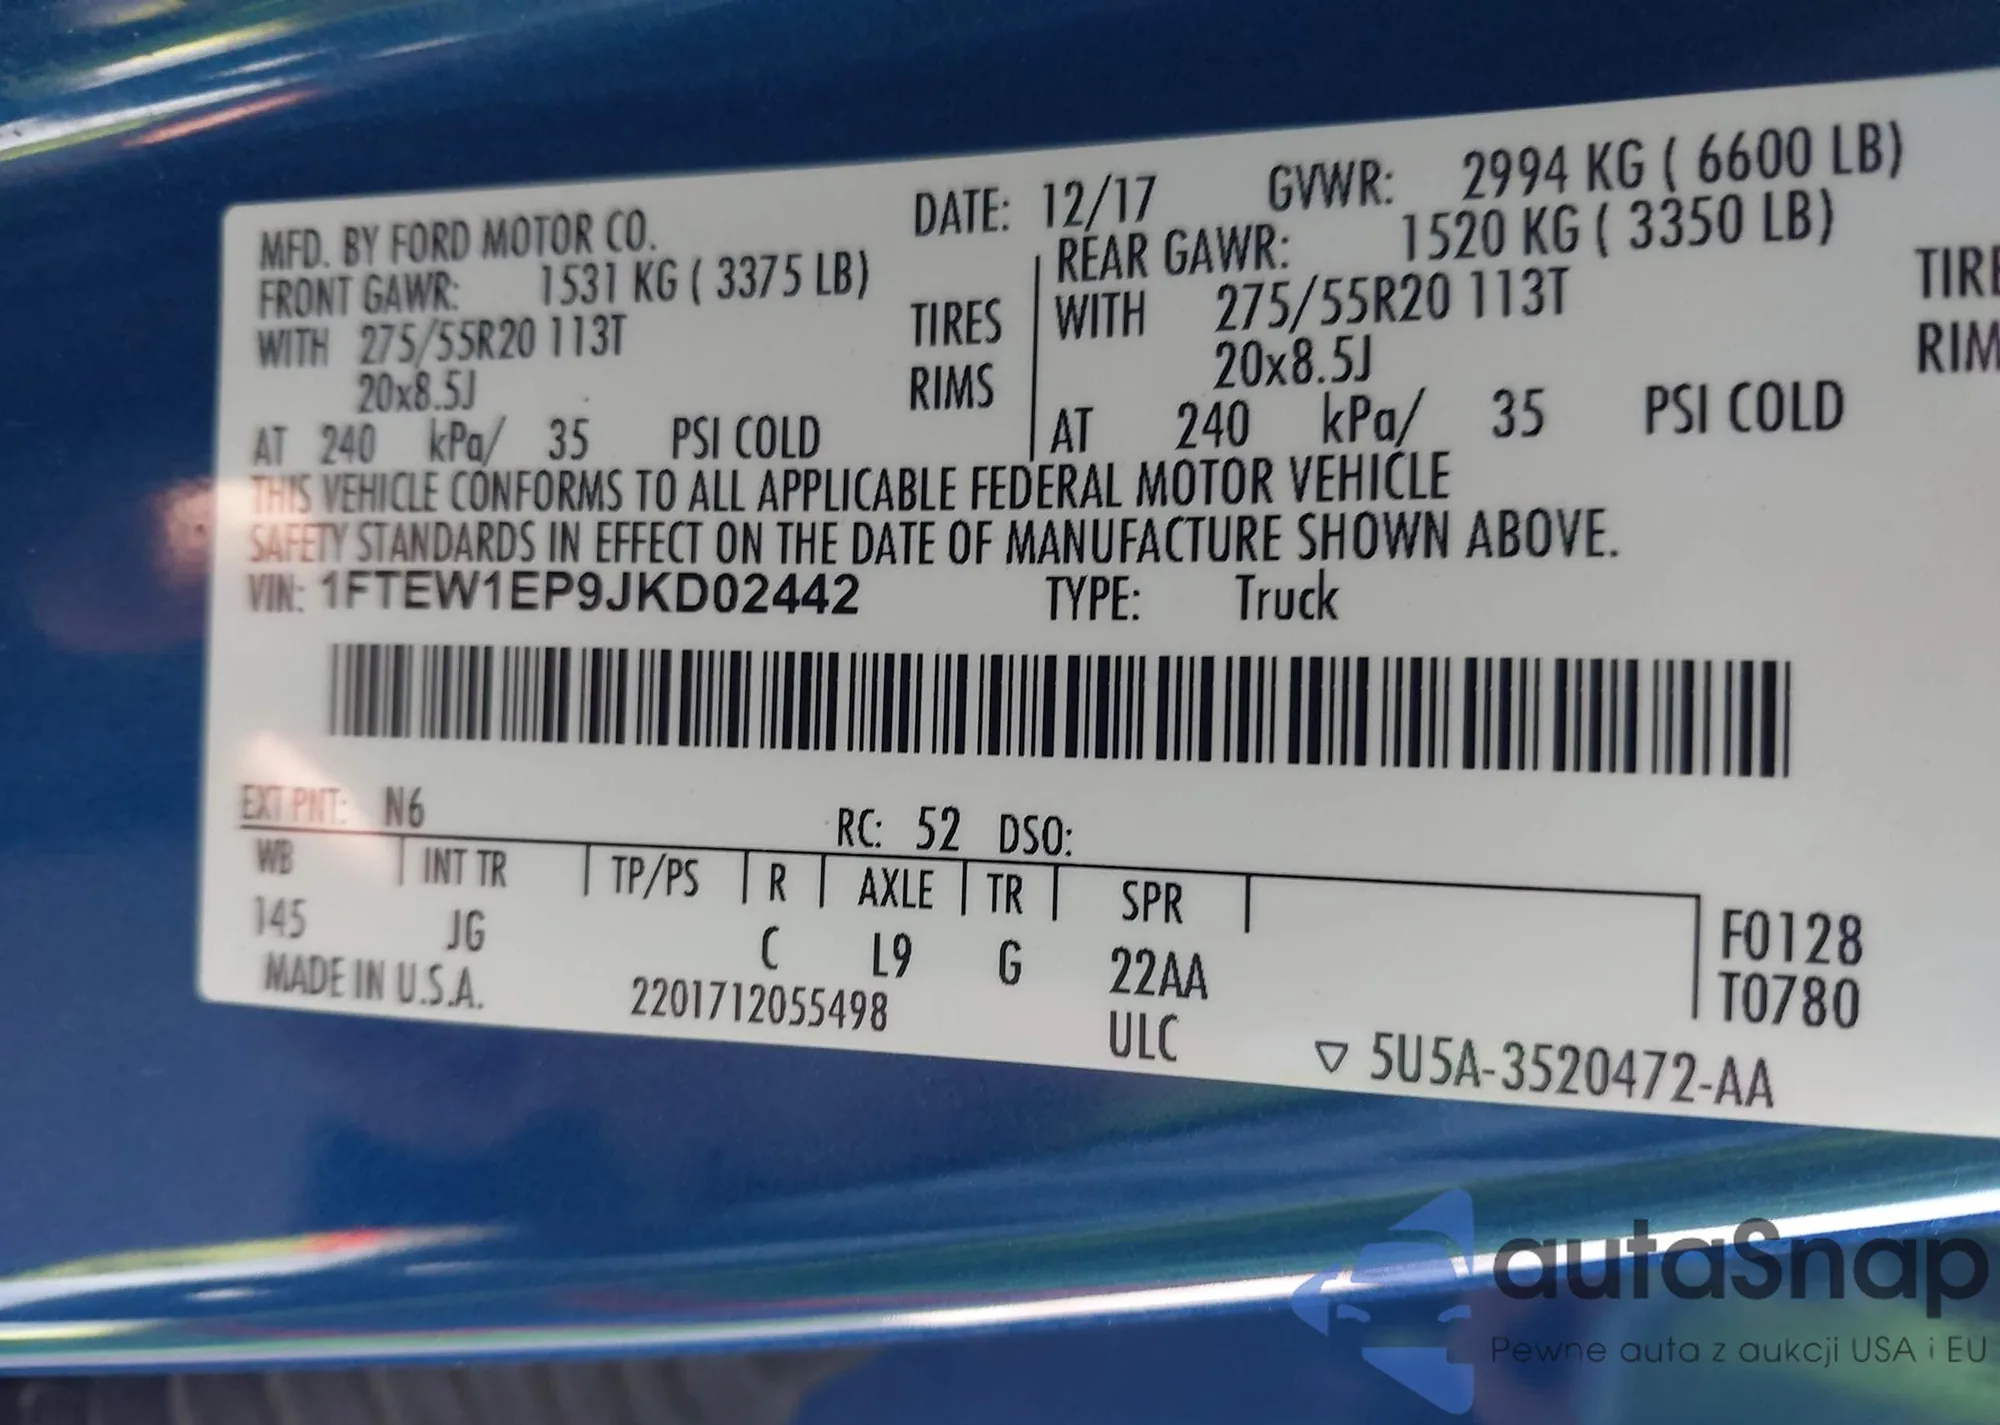 MFD. BY FORD MOTOR CO. DATE: 12/17 GVWR: 2994 KG ( 6600 LB)
FRONT GAWR: 1531 KG ( 3375 LB) REAR GAWR: 1520 KG ( 3350 LB)
WITH 275/55R20 113T TIRES WITH 275/55R20 113T TIRE
20x8.5J RIMS 20x8.5J RIM
AT 240 kPa/ 35 PSI COLD AT 240 kPa/ 35 PSI COLD
THIS VEHICLE CONFORMS TO ALL APPLICABLE FEDERAL MOTOR VEHICLE
SAFETY STANDARDS IN EFFECT ON THE DATE OF MANUFACTURE SHOWN ABOVE.
VIN: 1FTEW1EP9JKD02442 TYPE: Truck
EXT PNT: N6 RC: 52 DSO:
WB INT TR TP/PS R AXLE TR SPR
145 JG C L9 G 22AA
F0128
T0780
MADE IN U.S.A. 2201712055498 ULC
▽ 5U5A-3520472-AA
autaSnap
Pewne auta z aukcji USA i EU